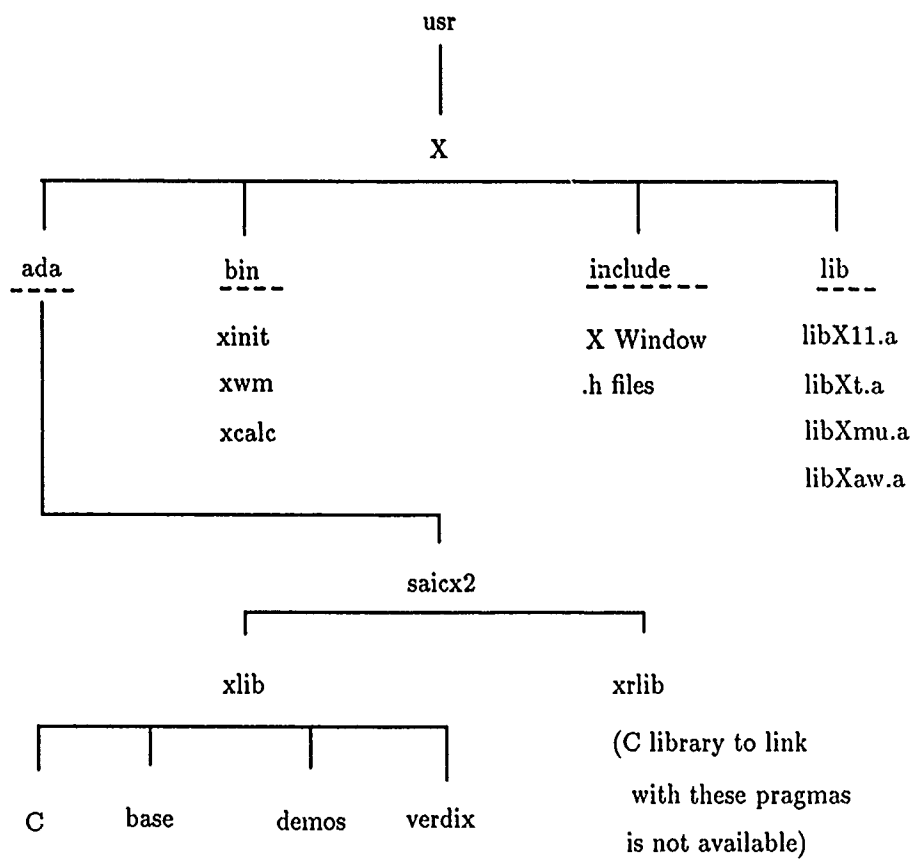 usr
X
ada bin include lib
xinit X Window libX11.a
xwm .h files libXt.a
xcalc libXmu.a
libXaw.a
saicx2
xlib xrlib
(C library to link
with these pragmas
C base demos verdix
is not available)